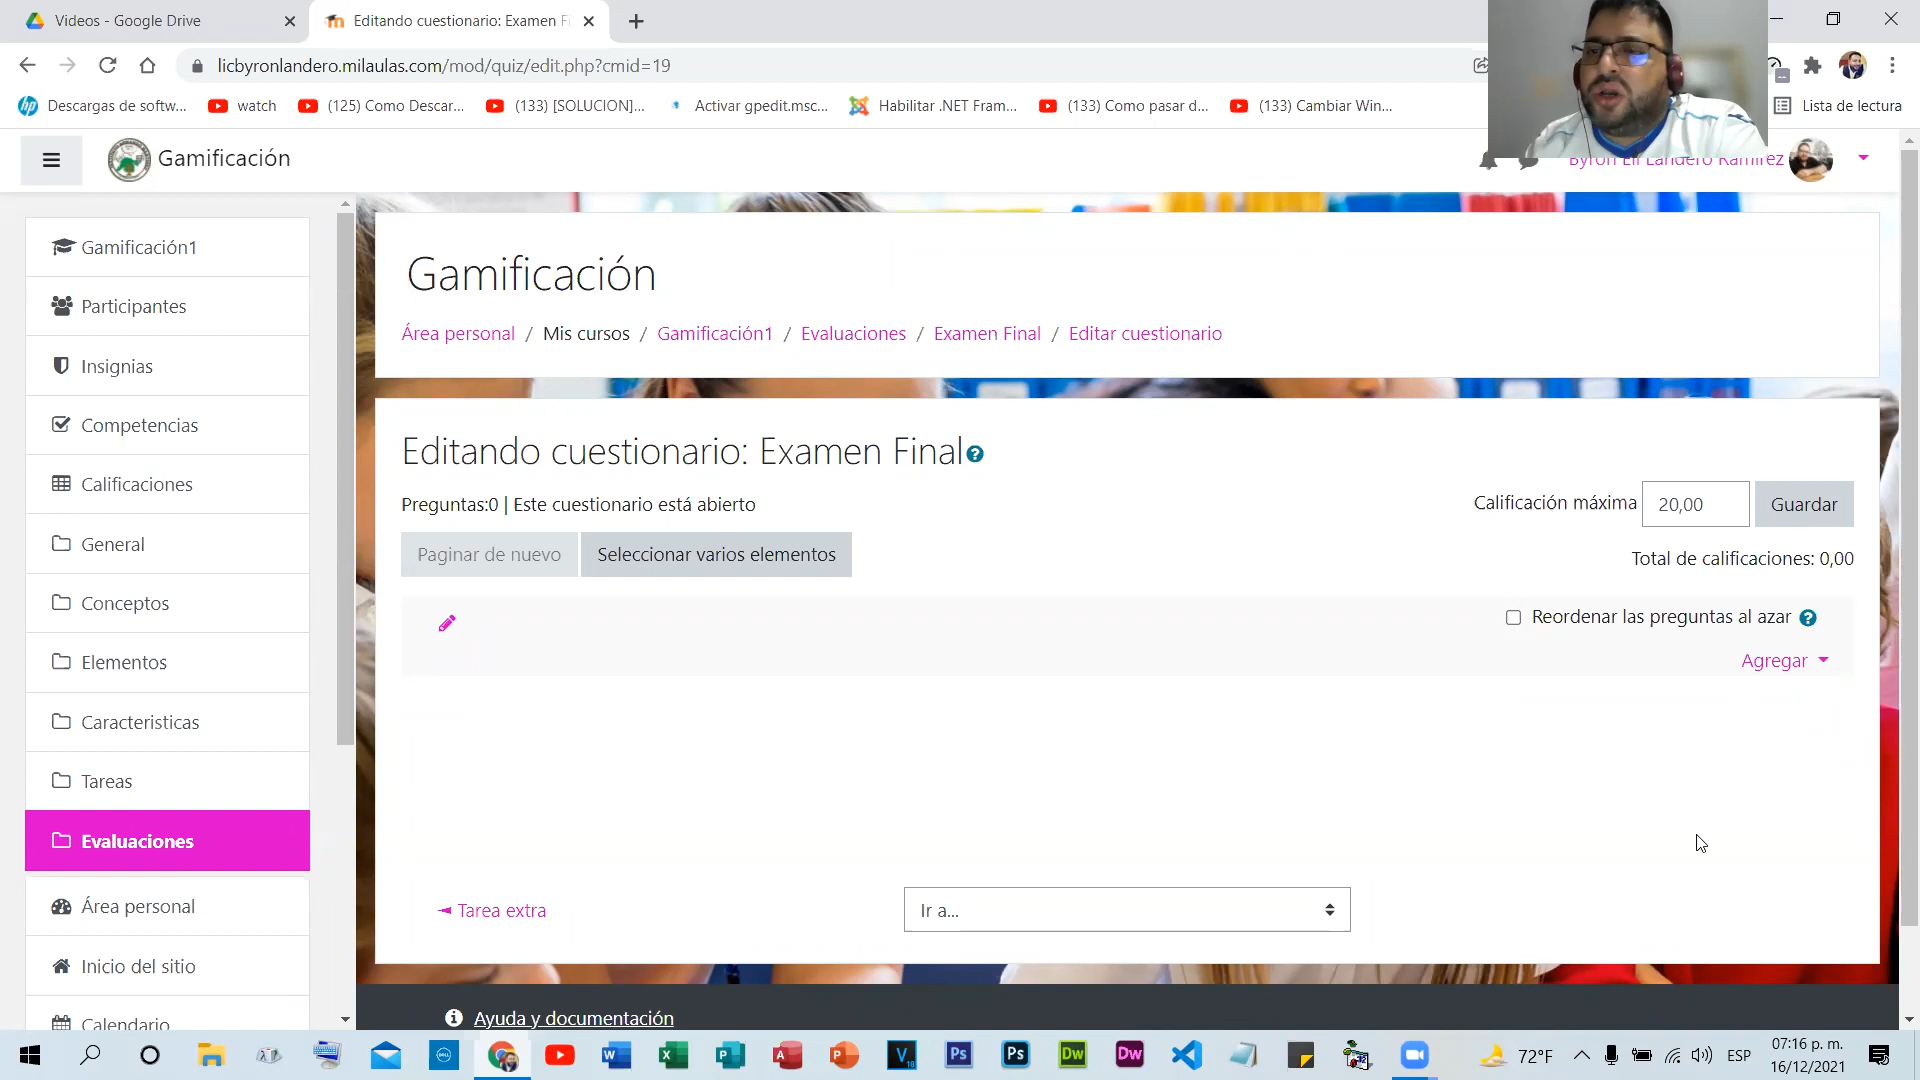 Videos - Google Drive
Editando cuestionario: Examen Fi
licbyronlandero.milaulas.com/mod/quiz/edit.php?cmid=19
Descargas de softw...
watch
(125) Como Descar...
(133) [SOLUCION]...
Activar gpedit.msc...
Habilitar .NET Fram...
(133) Como pasar d...
(133) Cambiar Win...
Lista de lectura
Gamificación
Byron Eli Landero Ramirez
Gamificación1
Participantes
Insignias
Competencias
Calificaciones
General
Conceptos
Elementos
Caracteristicas
Tareas
Evaluaciones
Área personal
Inicio del sitio
Calendario
Gamificación
Área personal / Mis cursos / Gamificación1 / Evaluaciones / Examen Final / Editar cuestionario
Editando cuestionario: Examen Final
Preguntas:0 | Este cuestionario está abierto
Calificación máxima 20,00 Guardar
Paginar de nuevo Seleccionar varios elementos
Total de calificaciones: 0,00
Reordenar las preguntas al azar
Agregar
◄ Tarea extra
Ir a...
Ayuda y documentación
72°F
ESP
07:16 p. m.
16/12/2021